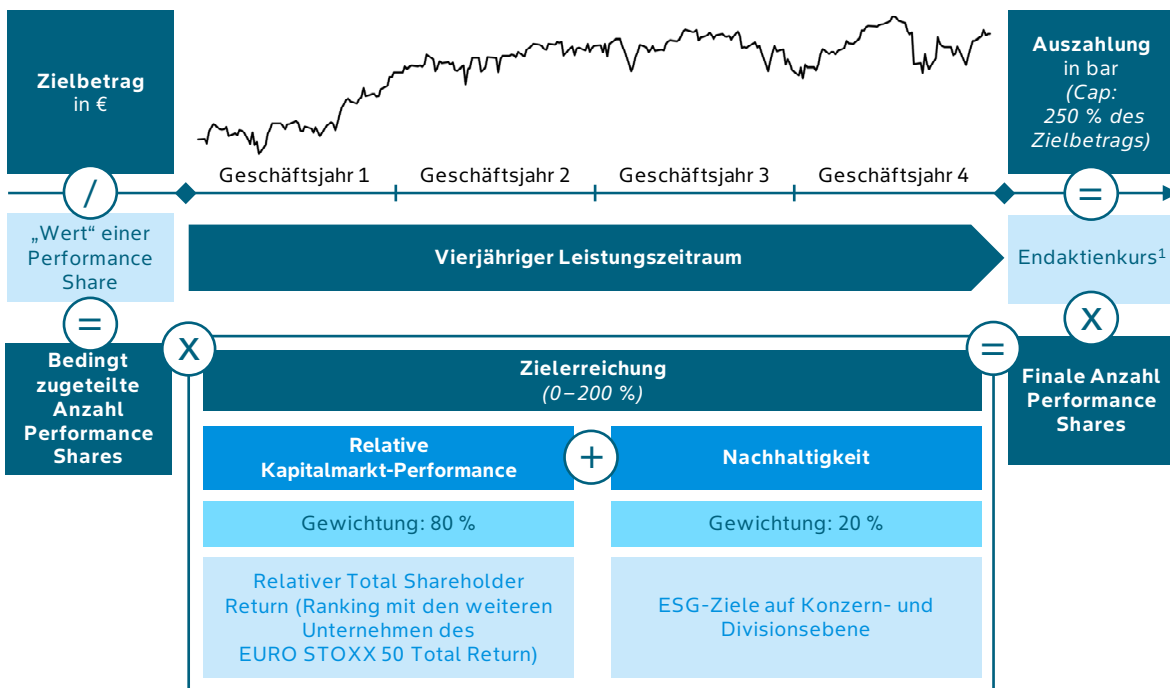 Zielbetrag
in €
Auszahlung
in bar
(Cap:
250 % des
Zielbetrags)
Geschäftsjahr 1
Geschäftsjahr 2
Geschäftsjahr 3
Geschäftsjahr 4
/
=
„Wert“ einer
Performance
Share
Vierjähriger Leistungszeitraum
Endaktienkurs¹
=
X
Bedingt
zugeteilte
Anzahl
Performance
Shares
X
Zielerreichung
(0–200 %)
=
Finale Anzahl
Performance
Shares
Relative
Kapitalmarkt-Performance
+
Nachhaltigkeit
Gewichtung: 80 %
Gewichtung: 20 %
Relativer Total Shareholder
Return (Ranking mit den weiteren
Unternehmen des
EURO STOXX 50 Total Return)
ESG-Ziele auf Konzern- und
Divisionsebene